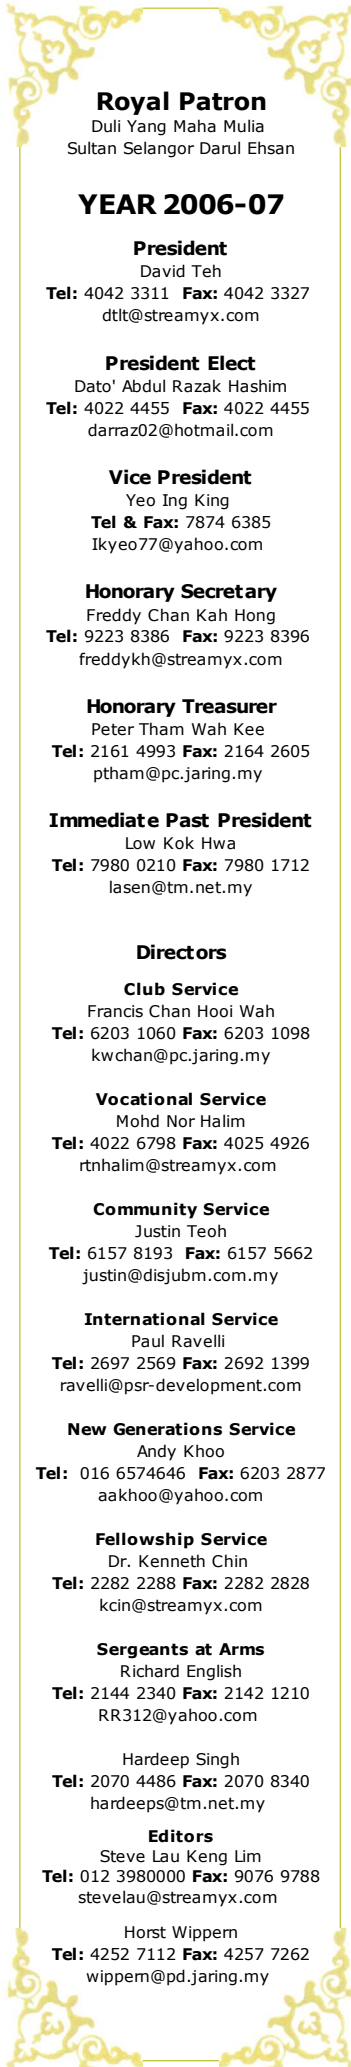 Royal Patron
Duli Yang Maha Mulia
Sultan Selangor Darul Ehsan
YEAR 2006-07
President
David Teh
Tel: 4042 3311 Fax: 4042 3327
dtlt@streamyx.com
President Elect
Dato' Abdul Razak Hashim
Tel: 4022 4455 Fax: 4022 4455
darraz02@hotmail.com
Vice President
Yeo Ing King
Tel & Fax: 7874 6385
Ikyeo77@yahoo.com
Honorary Secretary
Freddy Chan Kah Hong
Tel: 9223 8386 Fax: 9223 8396
freddykh@streamyx.com
Honorary Treasurer
Peter Tham Wah Kee
Tel: 2161 4993 Fax: 2164 2605
ptham@pc.jaring.my
Immediate Past President
Low Kok Hwa
Tel: 7980 0210 Fax: 7980 1712
lasen@tm.net.my
Directors
Club Service
Francis Chan Hooi Wah
Tel: 6203 1060 Fax: 6203 1098
kwchan@pc.jaring.my
Vocational Service
Mohd Nor Halim
Tel: 4022 6798 Fax: 4025 4926
rtnhalim@streamyx.com
Community Service
Justin Teoh
Tel: 6157 8193 Fax: 6157 5662
justin@disjubm.com.my
International Service
Paul Ravelli
Tel: 2697 2569 Fax: 2692 1399
ravelli@psr-development.com
New Generations Service
Andy Khoo
Tel: 016 6574646 Fax: 6203 2877
aakhoo@yahoo.com
Fellowship Service
Dr. Kenneth Chin
Tel: 2282 2288 Fax: 2282 2828
kcin@streamyx.com
Sergeants at Arms
Richard English
Tel: 2144 2340 Fax: 2142 1210
RR312@yahoo.com
Hardeep Singh
Tel: 2070 4486 Fax: 2070 8340
hardeeps@tm.net.my
Editors
Steve Lau Keng Lim
Tel: 012 3980000 Fax: 9076 9788
stevelau@streamyx.com
Horst Wippern
Tel: 4252 7112 Fax: 4257 7262
wippern@pd.jaring.my